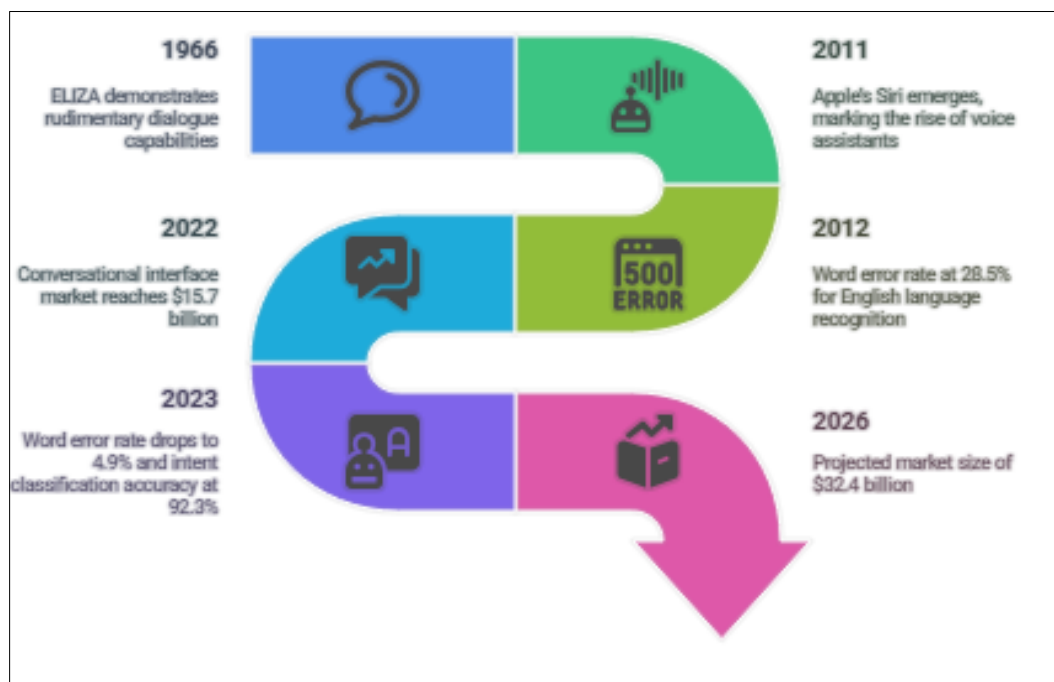 1966
ELIZA demonstrates
rudimentary dialogue
capabilities
2011
Apple's Siri emerges,
marking the rise of voice
assistants
2012
Word error rate at 28.5%
for English language
recognition
500
ERROR
2022
Conversational interface
market reaches $15.7
billion
2023
Word error rate drops to
4.9% and intent
classification accuracy at
92.3%
A
2026
Projected market size of
$32.4 billion